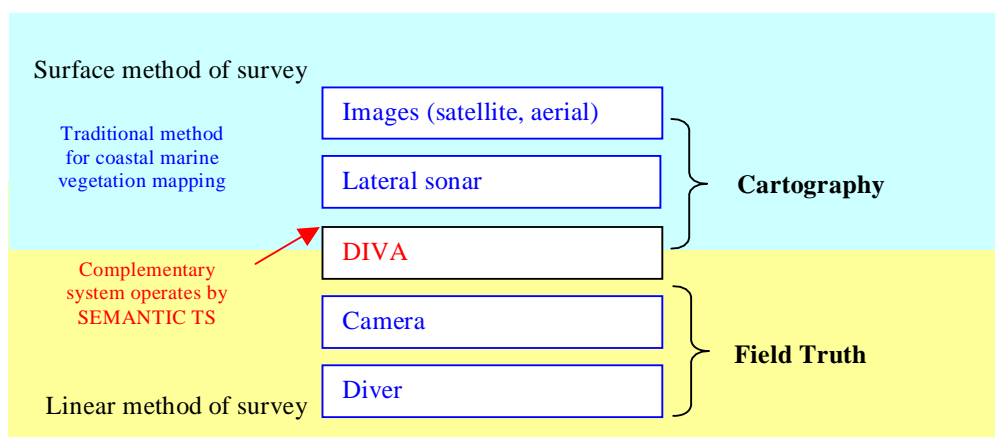 Surface method of survey
Images (satellite, aerial)
Traditional method
for coastal marine
vegetation mapping
Lateral sonar
Cartography
DIVA
Complementary
system operates by
SEMANTIC TS
Camera
Field Truth
Diver
Linear method of survey